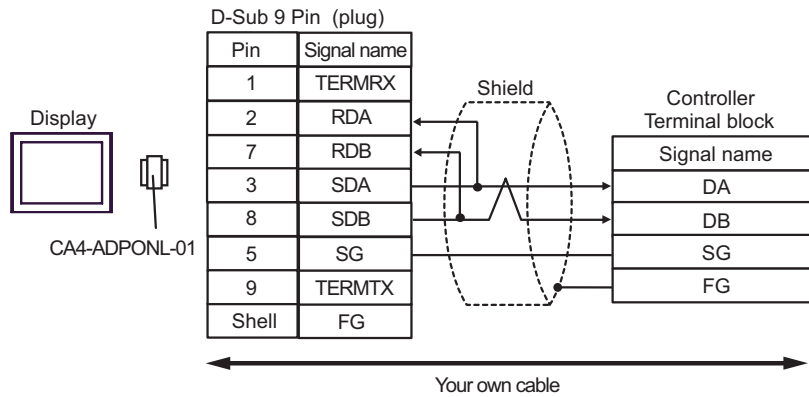 D-Sub 9 Pin (plug)
Pin Signal name
1 TERMRX
2 RDA
7 RDB
3 SDA
8 SDB
5 SG
9 TERMTX
Shell FG
Display
CA4-ADPONL-01
Shield
Controller
Terminal block
Signal name
DA
DB
SG
FG
Your own cable